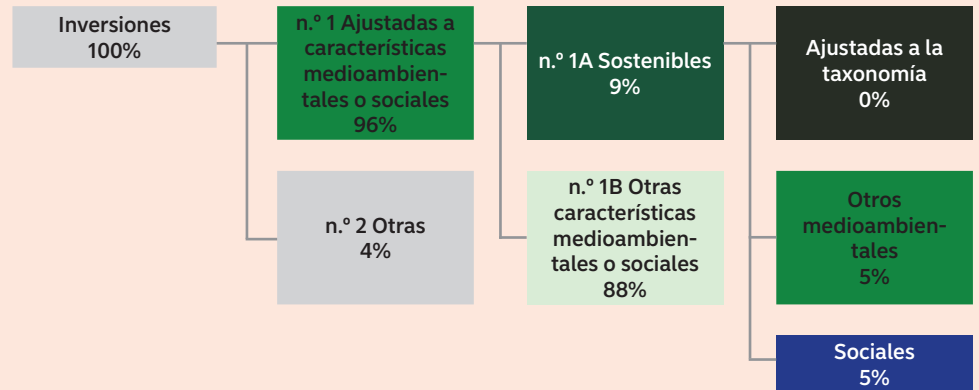 Inversiones
100%
n.º 1 Ajustadas a
características
medioambien-
tales o sociales
96%
n.º 2 Otras
4%
n.º 1A Sostenibles
9%
n.º 1B Otras
características
medioambien-
tales o sociales
88%
Ajustadas a la
taxonomía
0%
Otros
medioambien-
tales
5%
Sociales
5%